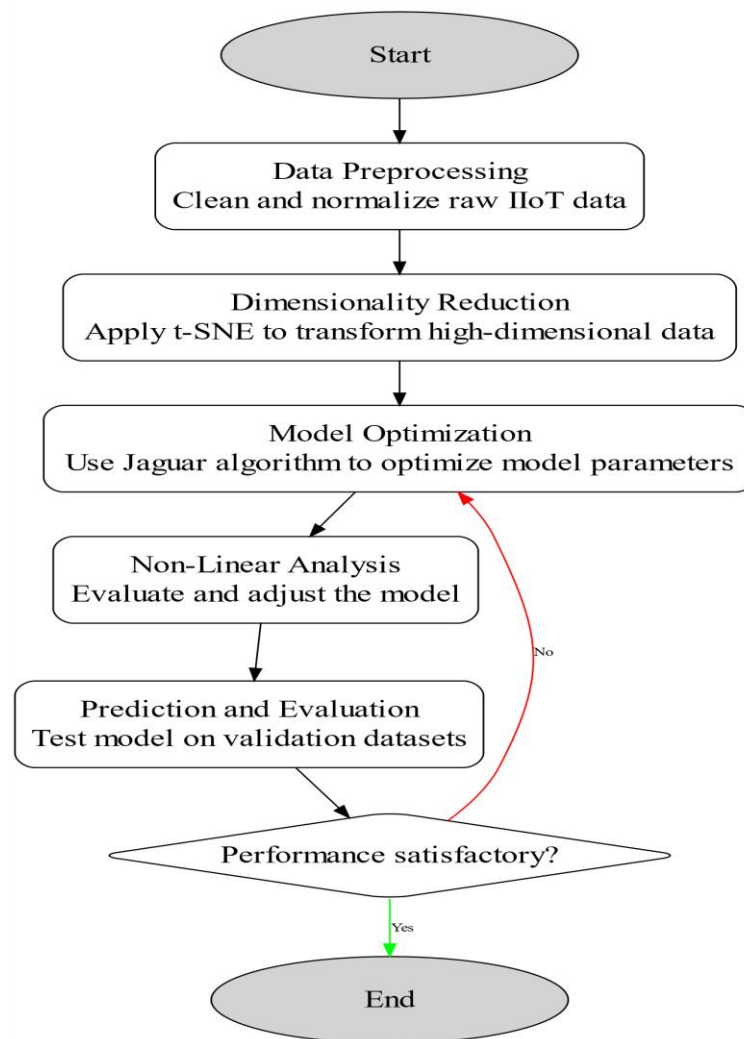 Start
Data Preprocessing
Clean and normalize raw IIoT data
Dimensionality Reduction
Apply t-SNE to transform high-dimensional data
Model Optimization
Use Jaguar algorithm to optimize model parameters
Non-Linear Analysis
Evaluate and adjust the model
No
Prediction and Evaluation
Test model on validation datasets
Performance satisfactory?
Yes
End